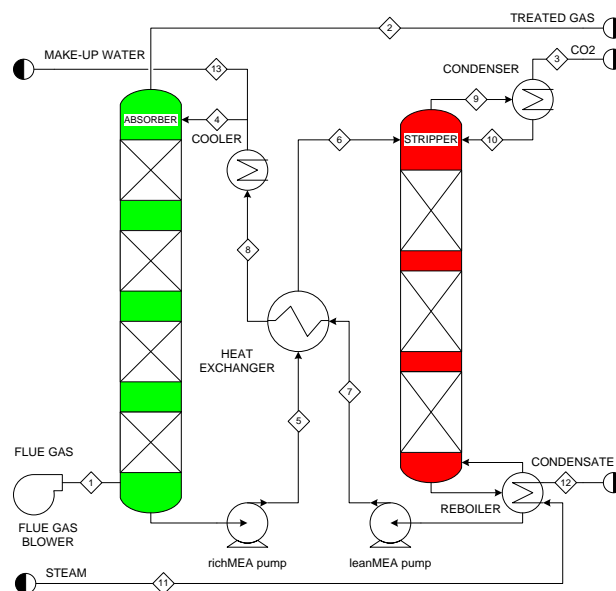 TREATED GAS
2
MAKE-UP WATER
13
CONDENSER
3
CO2
9
ABSORBER
4
COOLER
6
STRIPPER
10
8
HEAT
EXCHANGER
7
5
FLUE GAS
1
FLUE GAS
BLOWER
CONDENSATE
12
REBOILER
richMEA pump
leanMEA pump
STEAM
11